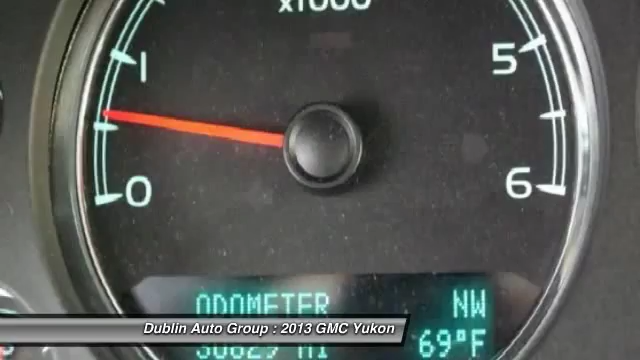 x1000
1
5
0
6
ODOMETER NW
69°F
Dublin Auto Group : 2013 GMC Yukon